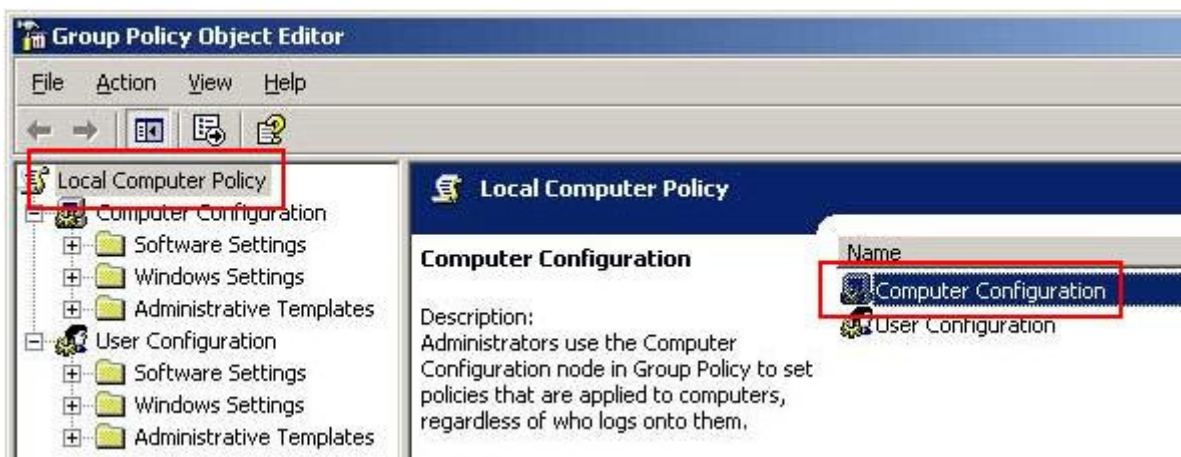 Group Policy Object Editor
File Action View Help
Local Computer Policy
Computer Configuration
Software Settings
Windows Settings
Administrative Templates
User Configuration
Software Settings
Windows Settings
Administrative Templates
Local Computer Policy
Computer Configuration
Description:
Administrators use the Computer
Configuration node in Group Policy to set
policies that are applied to computers,
regardless of who logs onto them.
Name
Computer Configuration
User Configuration